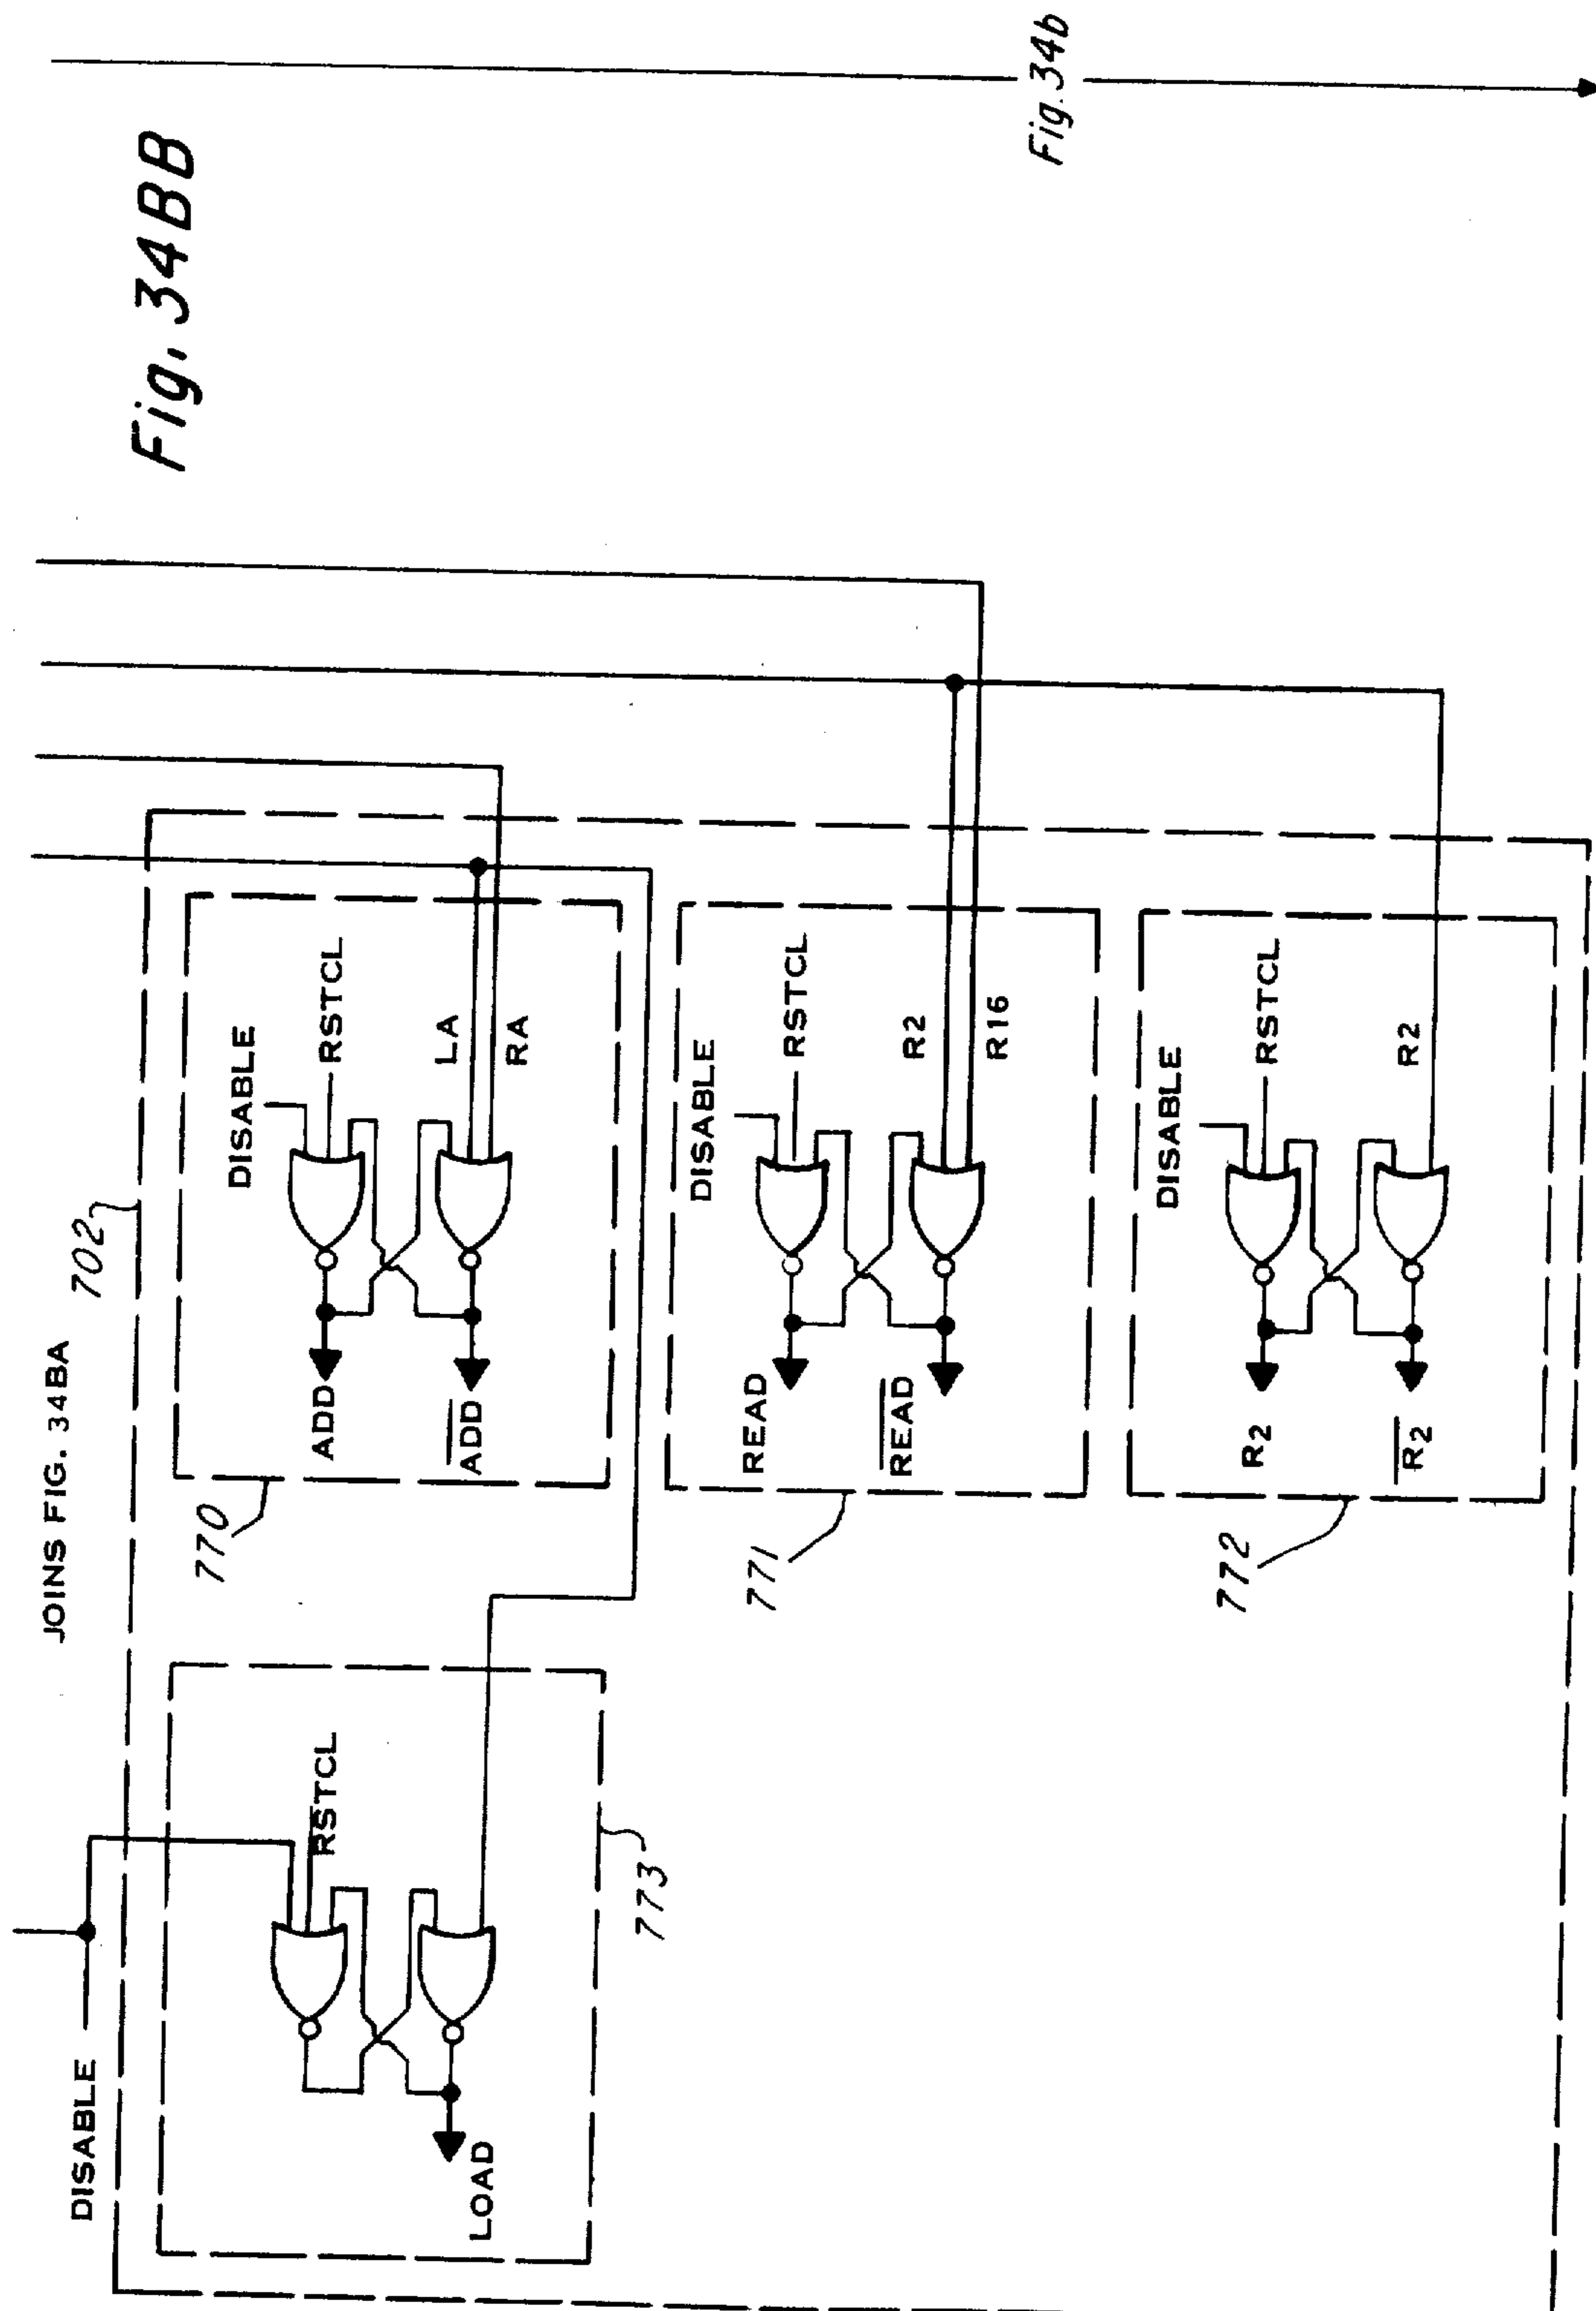 Fig. 34b
Fig. 34BB
JOINS FIG. 34BA
702
DISABLE
RSTCL
LA
RA
ADD
ADD
770
DISABLE
RSTCL
R2
R16
READ
READ
771
DISABLE
RSTCL
R2
R2
R2
772
DISABLE
RSTCL
LOAD
773